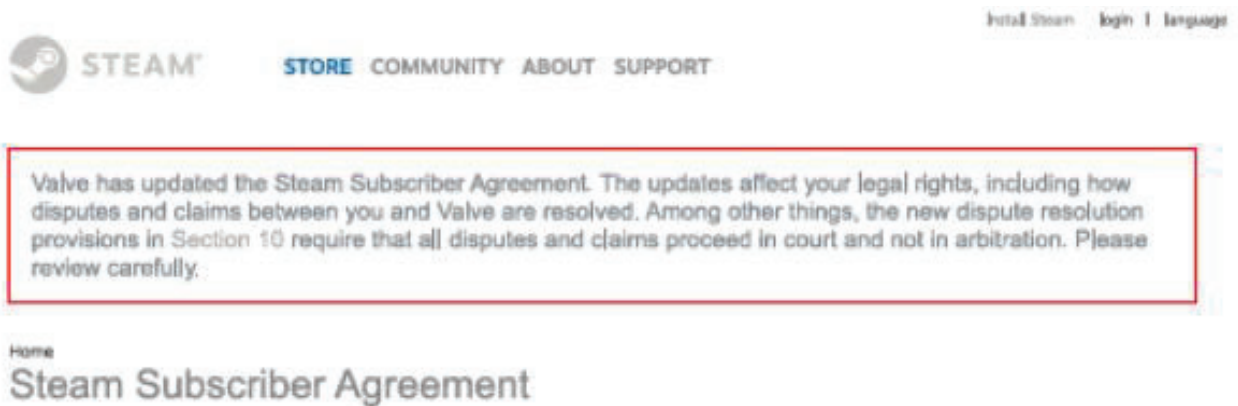 Install Steam login | language
STEAM® STORE COMMUNITY ABOUT SUPPORT
Valve has updated the Steam Subscriber Agreement. The updates affect your legal rights, including how
disputes and claims between you and Valve are resolved. Among other things, the new dispute resolution
provisions in Section 10 require that all disputes and claims proceed in court and not in arbitration. Please
review carefully.
Home
Steam Subscriber Agreement